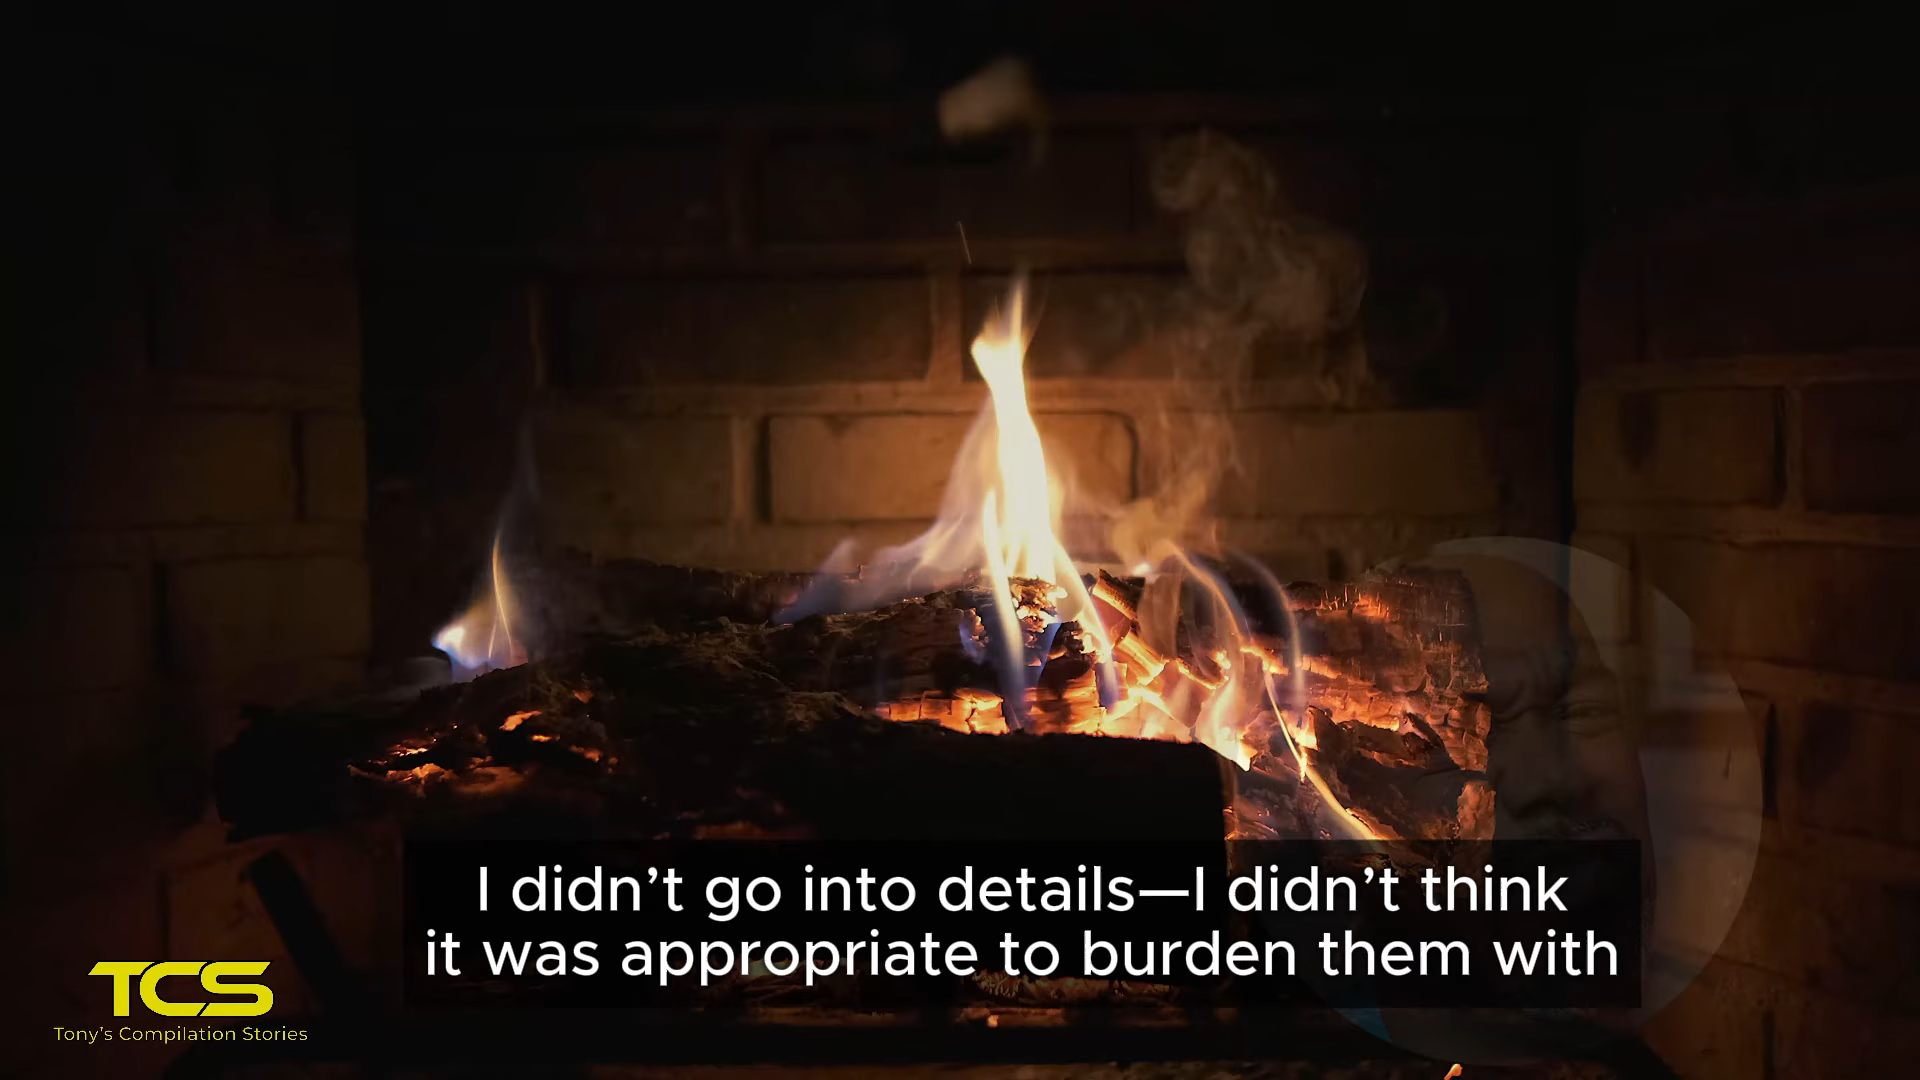 I didn’t go into details—I didn’t think
it was appropriate to burden them with
TCS
Tony's Compilation Stories